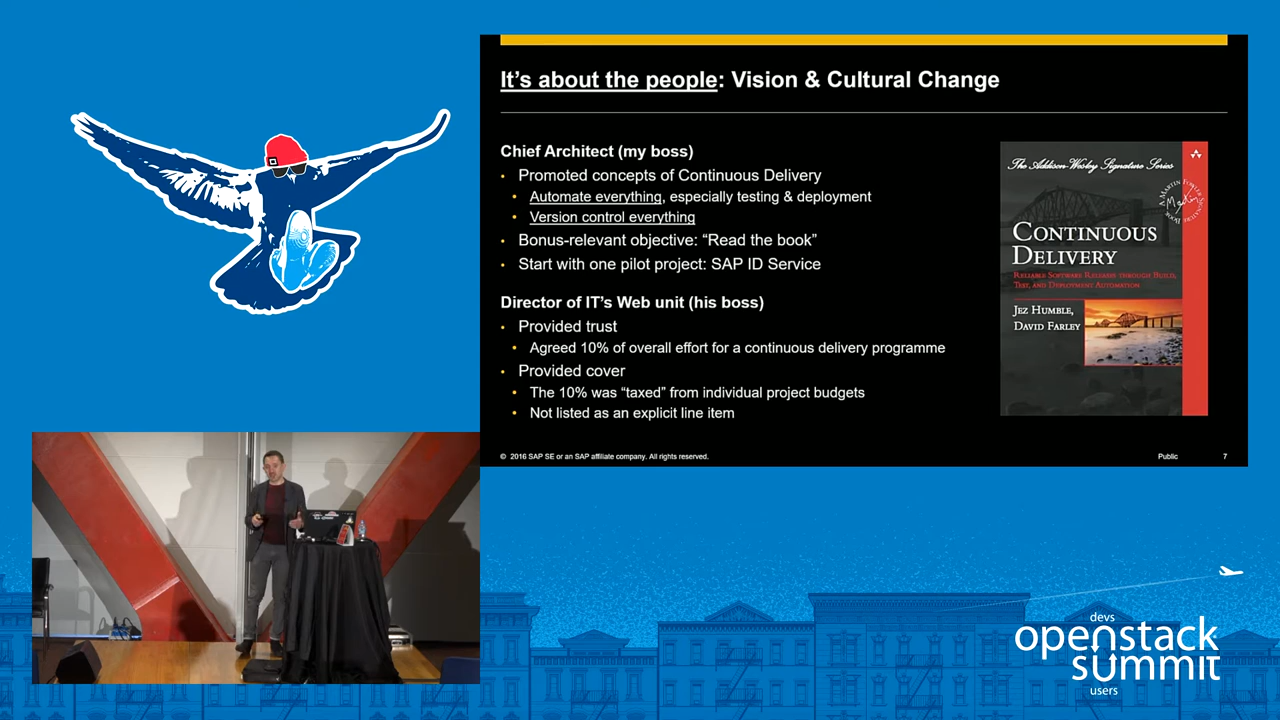 It's about the people: Vision & Cultural Change
Chief Architect (my boss)
• Promoted concepts of Continuous Delivery
• Automate everything, especially testing & deployment
• Version control everything
• Bonus-relevant objective: “Read the book”
• Start with one pilot project: SAP ID Service
Director of IT's Web unit (his boss)
• Provided trust
• Agreed 10% of overall effort for a continuous delivery programme
• Provided cover
• The 10% was “taxed” from individual project budgets
• Not listed as an explicit line item
The Addison-Wesley Signature Series
CONTINUOUS
DELIVERY
RELIABLE SOFTWARE RELEASES THROUGH BUILD,
TEST, AND DEPLOYMENT AUTOMATION
JEZ HUMBLE,
DAVID FARLEY
© 2016 SAP SE or an SAP affiliate company. All rights reserved.
Public
7
devs
openstack
summit
users